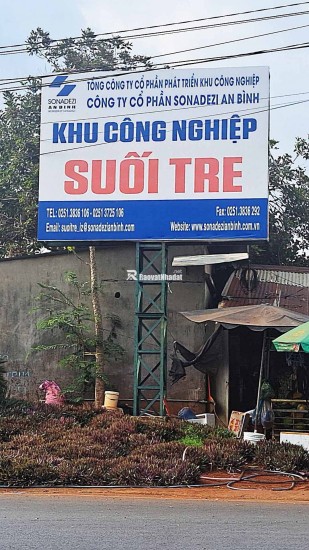 TỔNG CÔNG TY CỔ PHẦN PHÁT TRIỂN KHU CÔNG NGHIỆP
SONADEZI
AN BINH
CÔNG TY CỔ PHẦN SONADEZI AN BÌNH
KHU CÔNG NGHIỆP
SUỐI TRE
TEL: 0251.3836 106 - 0251.3725 106
Fax: 0251.3836 292
Email: suoitre_iz@sonadezianbinh.com
Website: www.sonadezianbinh.com.vn
Raovatnhadat